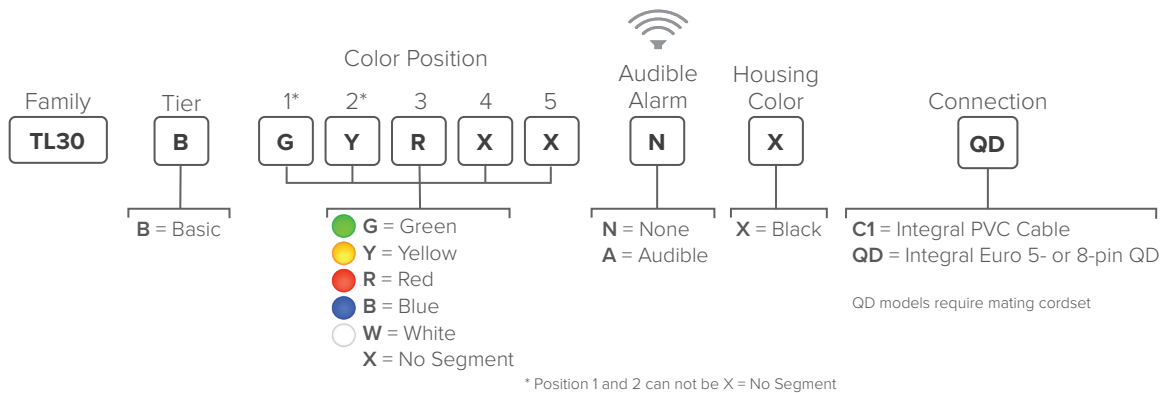 Color Position
Audible
Alarm
Housing
Color
Family
Tier
1*
2*
3
4
5
Connection
TL30
B
G
Y
R
X
X
N
X
QD
B = Basic
G = Green
Y = Yellow
R = Red
B = Blue
W = White
X = No Segment
N = None
A = Audible
X = Black
C1 = Integral PVC Cable
QD = Integral Euro 5- or 8-pin QD
QD models require mating cordset
* Position 1 and 2 can not be X = No Segment